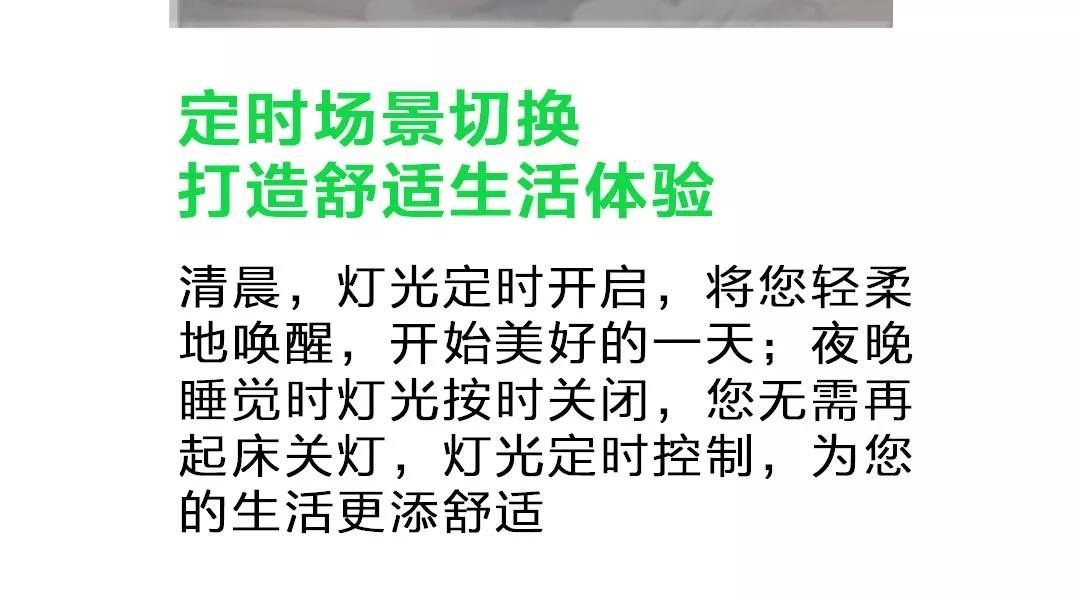 定时场景切换
打造舒适生活体验
清晨，灯光定时开启，将您轻柔
地唤醒，开始美好的一天；夜晚
睡觉时灯光按时关闭，您无需再
起床关灯，灯光定时控制，为您
的生活更添舒适